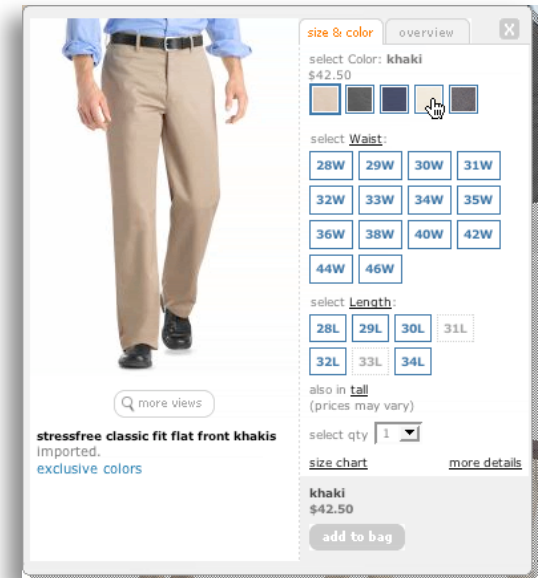 size & color
overview
X
select Color: khaki
$42.50
select Waist:
28W 29W 30W 31W
32W 33W 34W 35W
36W 38W 40W 42W
44W 46W
select Length:
28L 29L 30L 31L
32L 33L 34L
also in tall
(prices may vary)
select qty 1
size chart more details
khaki
$42.50
add to bag
more views
stressfree classic fit flat front khakis
imported.
exclusive colors